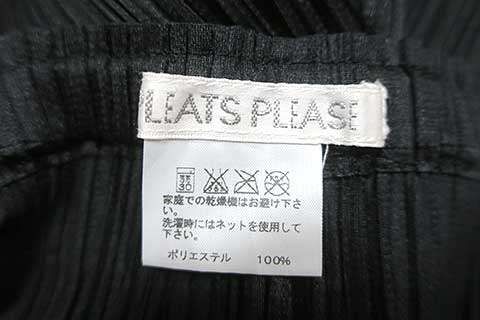 LEATS PLEASE
家庭での乾燥機はお避け下さ
い。
洗濯時にはネットを使用して
下さい。
ポリエステル 100%